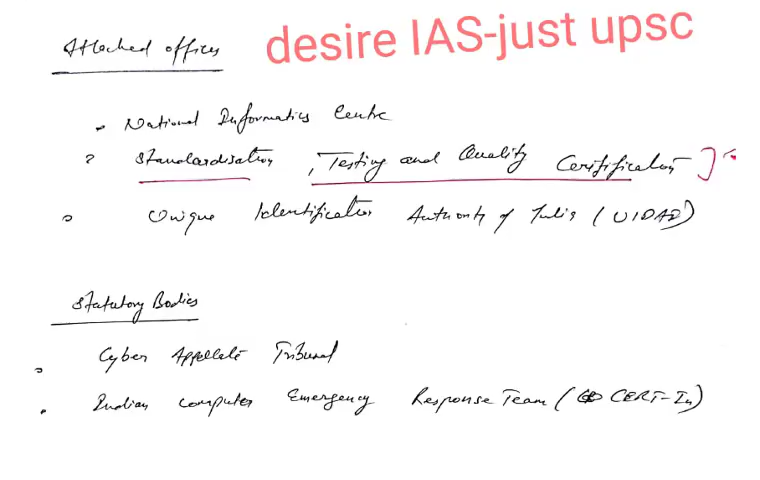 desire IAS-just upsc
Attached offices
National Informatics Centre
Standardisation, Testing and Quality Certification
Unique Identification Authority of India (UIDAI)
Statutory Bodies
Cyber Appellate Tribunal
Indian Computer Emergency Response Team (CERT-In)